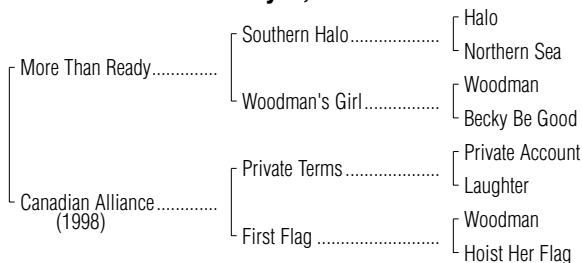 Halo
Southern Halo
Northern Sea
More Than Ready
Woodman
Woodman's Girl
Becky Be Good
Private Account
Private Terms
Laughter
Canadian Alliance
(1998)
Woodman
First Flag
Hoist Her Flag